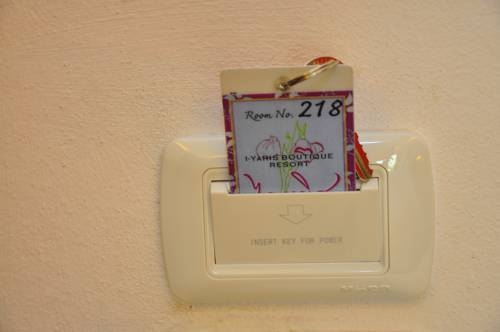 Room No. 218
I-YARIS BOUTIQUE
RESORT
INSERT KEY FOR POWER